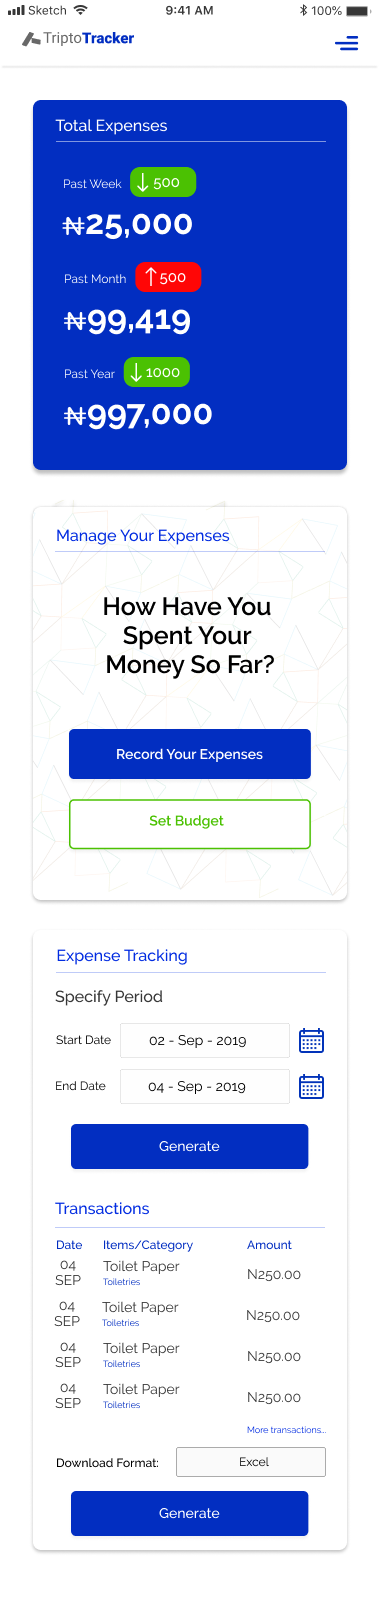 Sketch 9:41 AM 100%
TriptoTracker
Total Expenses
Past Week ↓ 500
₦25,000
Past Month ↑ 500
₦99,419
Past Year ↓ 1000
₦997,000
Manage Your Expenses
How Have You
Spent Your
Money So Far?
Record Your Expenses
Set Budget
Expense Tracking
Specify Period
Start Date 02 - Sep - 2019
End Date 04 - Sep - 2019
Generate
Transactions
Date Items/Category Amount
04 SEP Toilet Paper N250.00
Toiletries
04 SEP Toilet Paper N250.00
Toiletries
04 SEP Toilet Paper N250.00
Toiletries
04 SEP Toilet Paper N250.00
Toiletries
More transactions...
Download Format: Excel
Generate